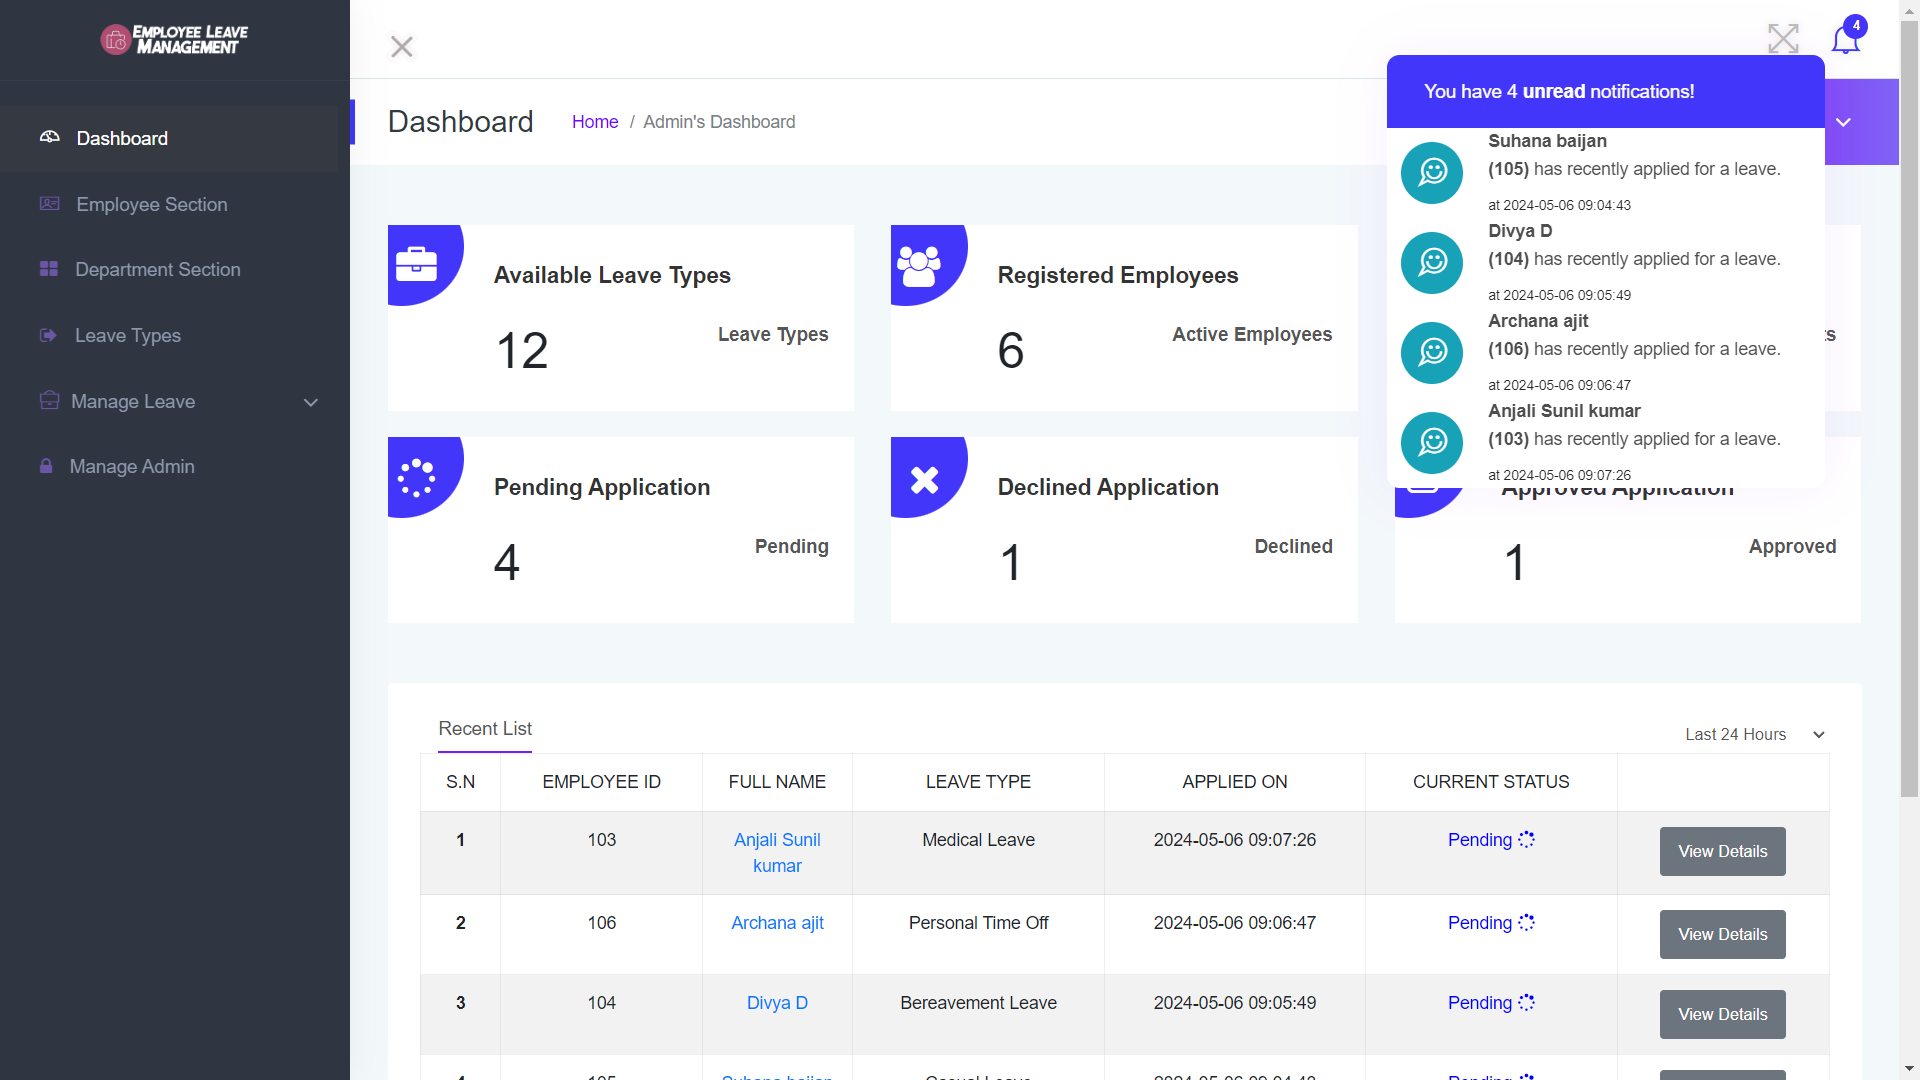 EMPLOYEE LEAVE
MANAGEMENT
Dashboard
Employee Section
Department Section
Leave Types
Manage Leave
Manage Admin
4
Dashboard
Home / Admin's Dashboard
You have 4 unread notifications!
Suhana baijan
(105) has recently applied for a leave.
at 2024-05-06 09:04:43
Divya D
(104) has recently applied for a leave.
at 2024-05-06 09:05:49
Archana ajit
(106) has recently applied for a leave.
at 2024-05-06 09:06:47
Anjali Sunil kumar
(103) has recently applied for a leave.
at 2024-05-06 09:07:26
Available Leave Types
12
Leave Types
Registered Employees
6
Active Employees
Pending Application
4
Pending
Declined Application
1
Declined
Approved Application
1
Approved
Recent List
Last 24 Hours
S.N EMPLOYEE ID FULL NAME LEAVE TYPE APPLIED ON CURRENT STATUS
1 103 Anjali Sunil kumar Medical Leave 2024-05-06 09:07:26 Pending View Details
2 106 Archana ajit Personal Time Off 2024-05-06 09:06:47 Pending View Details
3 104 Divya D Bereavement Leave 2024-05-06 09:05:49 Pending View Details